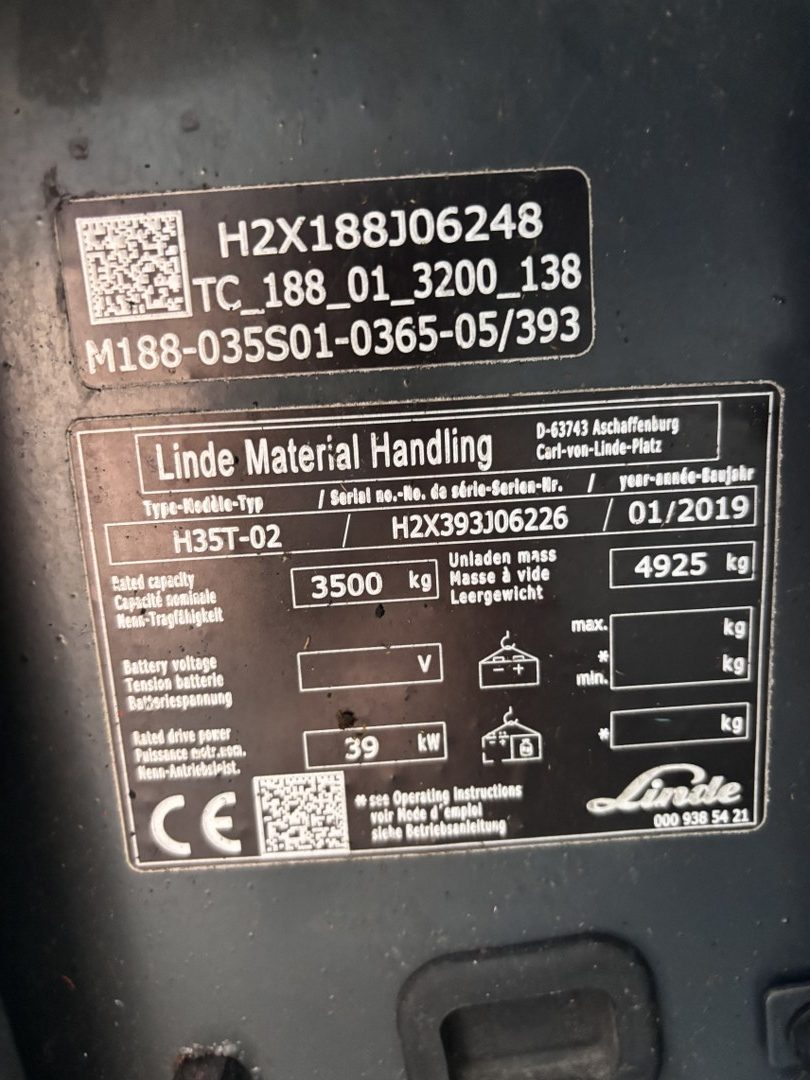 H2X188J06248
TC_188_01_3200_138
M188-035S01-0365-05/393
Linde Material Handling
D-63743 Aschaffenburg
Carl-von-Linde-Platz
Type-Modèle-Typ / Serial no.-No. de série-Serien-Nr. / year-année-Baujahr
H35T-02 / H2X393J06226 / 01/2019
Rated capacity
Capacité nominale
Nenn-Tragfähigkeit
3500 kg
Unladen mass
Masse à vide
Leergewicht
4925 kg
Battery voltage
Tension batterie
Batteriespannung
V
- +
max. kg
*
min. kg
Rated drive power
Puissance motr.nom.
Nenn-Antriebsleist.
39 kW
- +
kg
* kg
CE
* see Operating Instructions
voir Mode d'emploi
siehe Betriebsanleitung
Linde
000 938 54 21